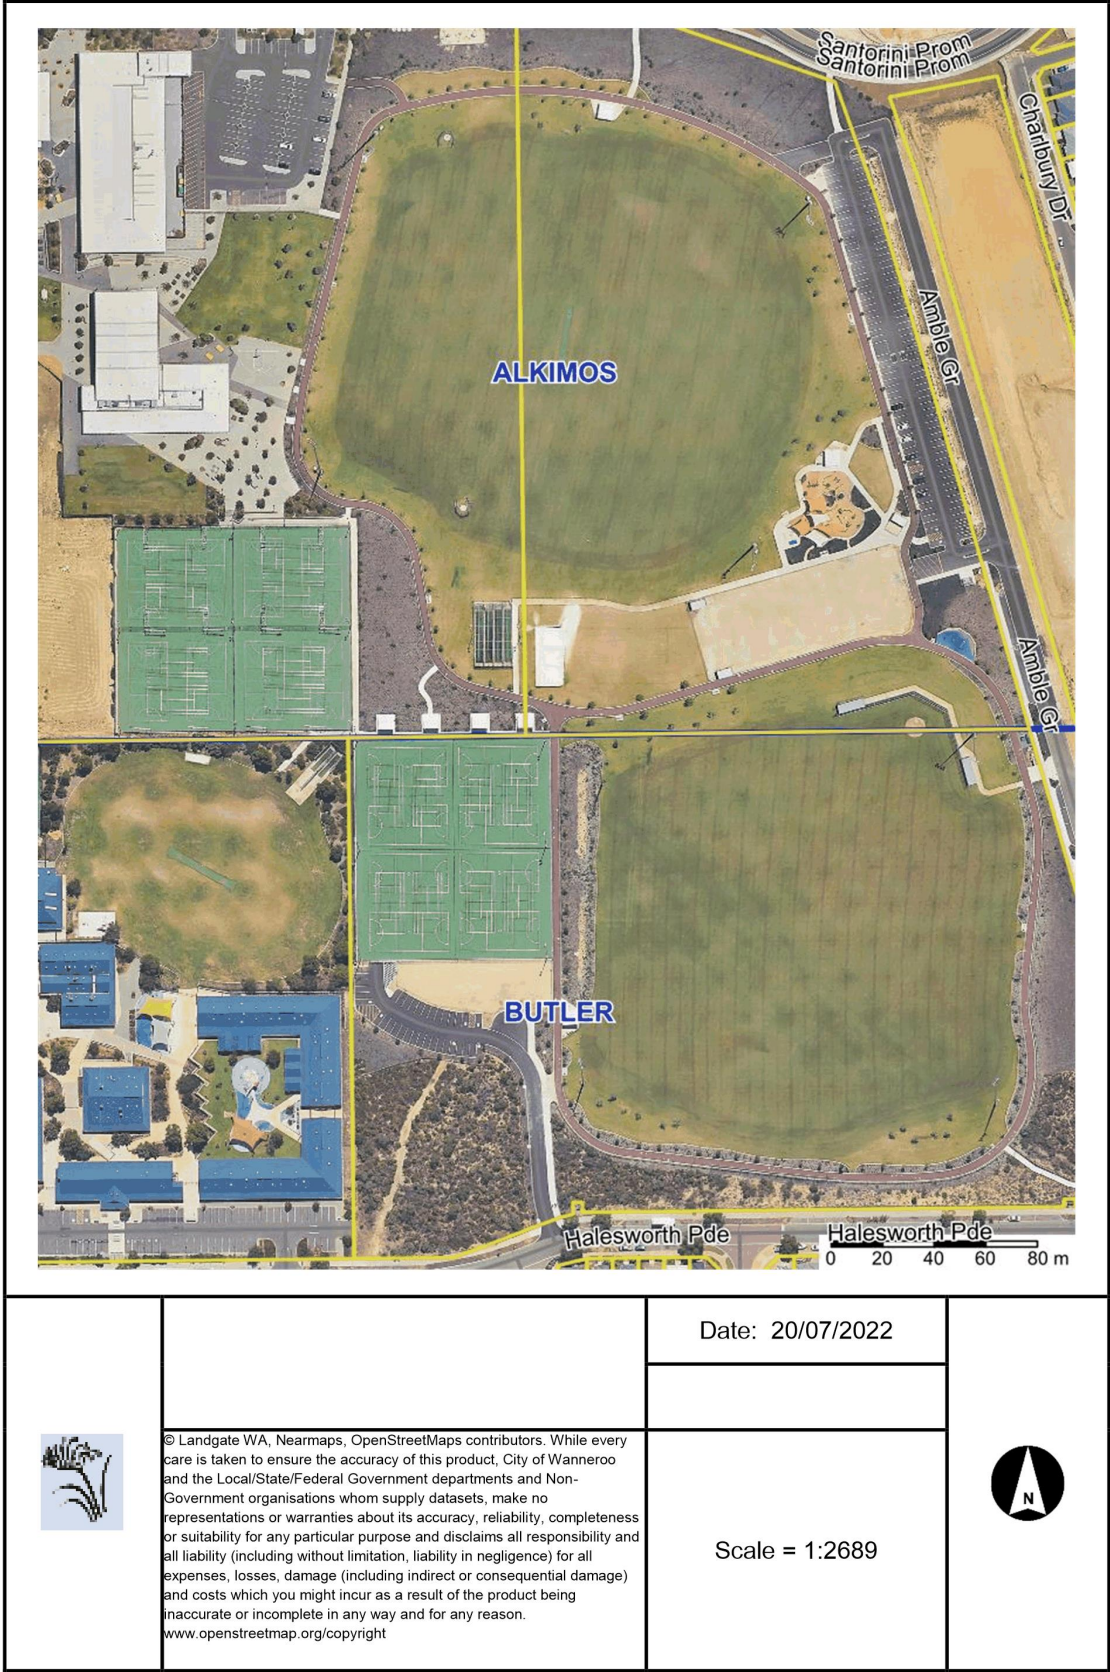 Santorini Prom
Santorini Prom
Charlbury Dr
Amble Gr
ALKIMOS
Amble Gr
BUTLER
Halesworth Pde
Halesworth Pde
0 20 40 60 80 m
Date: 20/07/2022
© Landgate WA, Nearmaps, OpenStreetMaps contributors. While every
care is taken to ensure the accuracy of this product, City of Wanneroo
and the Local/State/Federal Government departments and Non-
Government organisations whom supply datasets, make no
representations or warranties about its accuracy, reliability, completeness
or suitability for any particular purpose and disclaims all responsibility and
all liability (including without limitation, liability in negligence) for all
expenses, losses, damage (including indirect or consequential damage)
and costs which you might incur as a result of the product being
inaccurate or incomplete in any way and for any reason.
www.openstreetmap.org/copyright
Scale = 1:2689
N